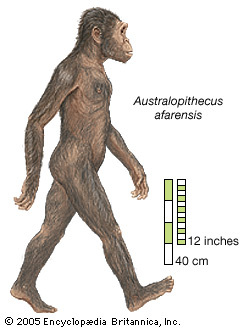 Australopithecus
afarensis
12 inches
40 cm
© 2005 Encyclopædia Britannica, Inc.